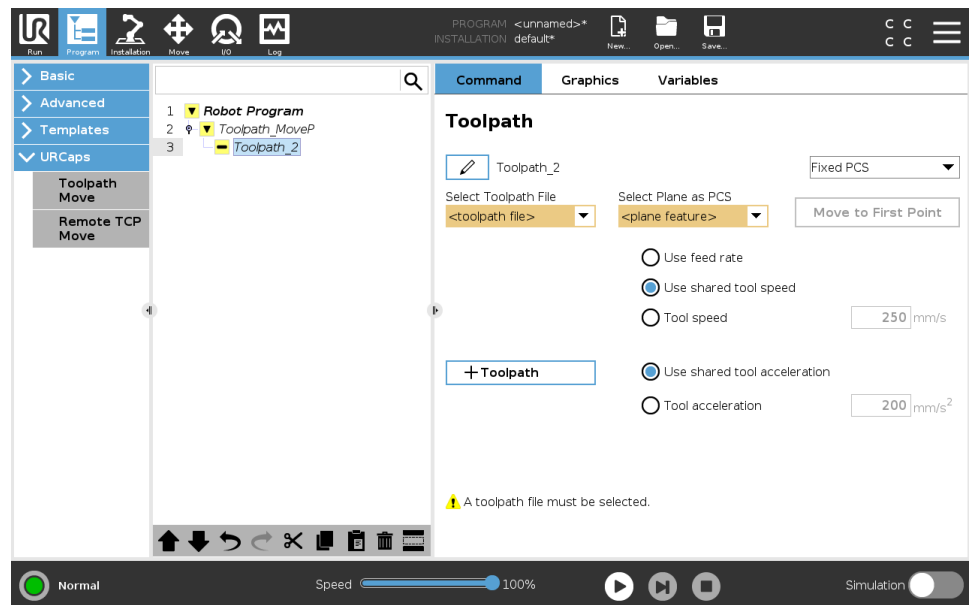 UR
PROGRAM <unnamed>*
INSTALLATION default*
Run Program Installation Move I/O Log New... Open... Save...
C C
C C
Basic
Advanced
Templates
URCaps
Toolpath
Move
Remote TCP
Move
1 Robot Program
2 Toolpath_MoveP
3 Toolpath_2
Command Graphics Variables
Toolpath
Toolpath_2 Fixed PCS
Select Toolpath File Select Plane as PCS
<toolpath file> <plane feature> Move to First Point
Use feed rate
Use shared tool speed
Tool speed 250 mm/s
+Toolpath Use shared tool acceleration
Tool acceleration 200 mm/s²
A toolpath file must be selected.
Normal Speed 100% Simulation